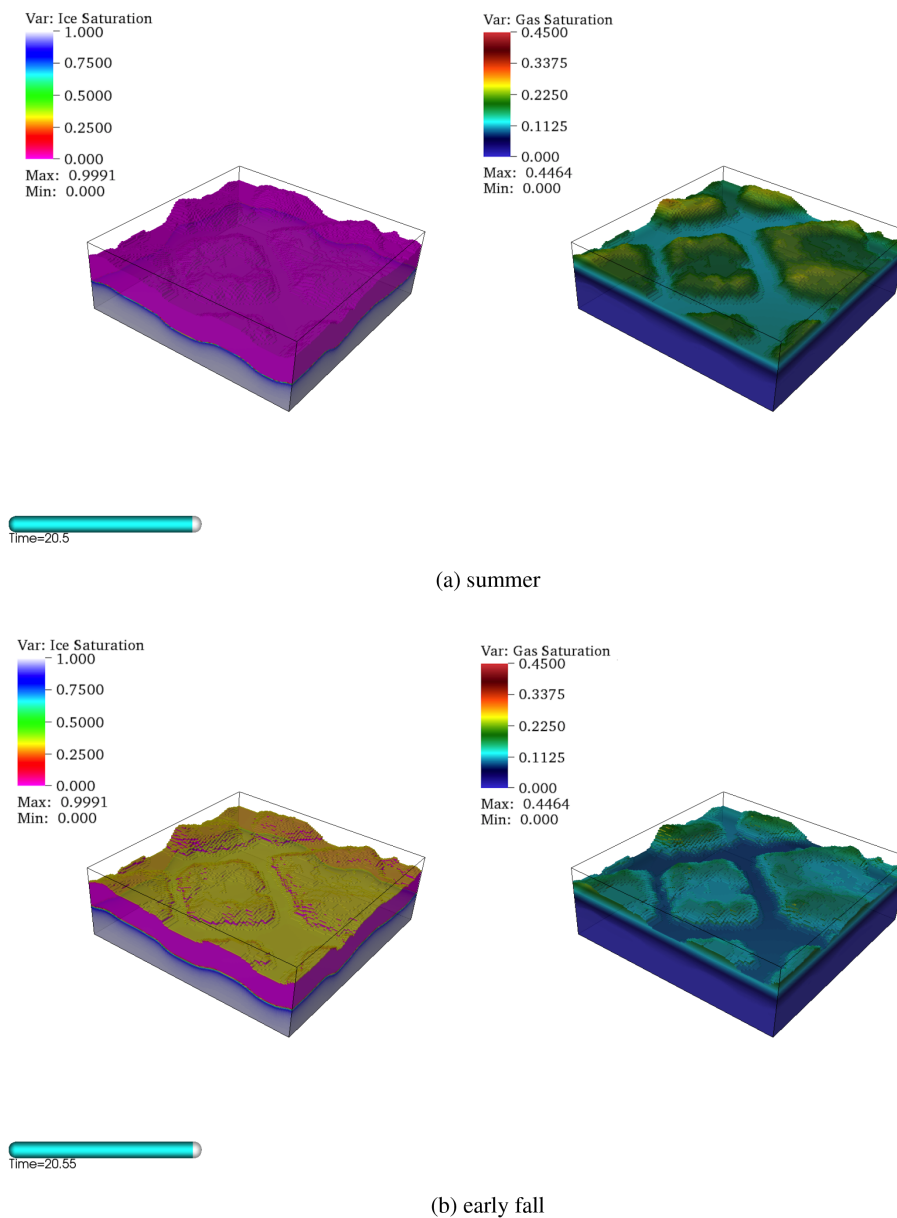 Var: Ice Saturation
1.000
0.7500
0.5000
0.2500
0.000
Max: 0.9991
Min: 0.000
Var: Gas Saturation
0.4500
0.3375
0.2250
0.1125
0.000
Max: 0.4464
Min: 0.000
Time=20.5
(a) summer
Var: Ice Saturation
1.000
0.7500
0.5000
0.2500
0.000
Max: 0.9991
Min: 0.000
Var: Gas Saturation
0.4500
0.3375
0.2250
0.1125
0.000
Max: 0.4464
Min: 0.000
Time=20.55
(b) early fall